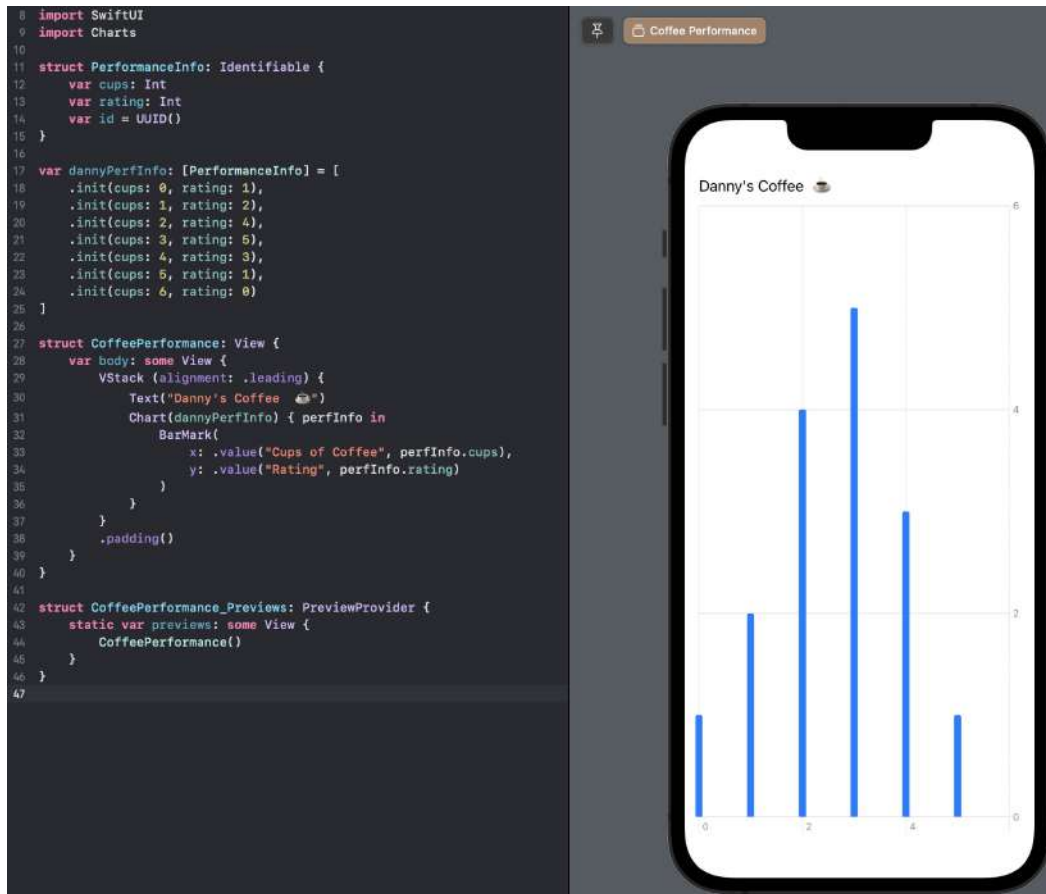 8 import SwiftUI
9 import Charts
10
11 struct PerformanceInfo: Identifiable {
12     var cups: Int
13     var rating: Int
14     var id = UUID()
15 }
16
17 var dannyPerfInfo: [PerformanceInfo] = [
18     .init(cups: 0, rating: 1),
19     .init(cups: 1, rating: 2),
20     .init(cups: 2, rating: 4),
21     .init(cups: 3, rating: 5),
22     .init(cups: 4, rating: 3),
23     .init(cups: 5, rating: 1),
24     .init(cups: 6, rating: 0)
25 ]
26
27 struct CoffeePerformance: View {
28     var body: some View {
29         VStack (alignment: .leading) {
30             Text("Danny's Coffee ☕")
31             Chart(dannyPerfInfo) { perfInfo in
32                 BarMark(
33                     x: .value("Cups of Coffee", perfInfo.cups),
34                     y: .value("Rating", perfInfo.rating)
35                 )
36             }
37         }
38         .padding()
39     }
40 }
41
42 struct CoffeePerformance_Previews: PreviewProvider {
43     static var previews: some View {
44         CoffeePerformance()
45     }
46 }
47
Coffee Performance
Danny's Coffee ☕
6
4
2
0
0 2 4